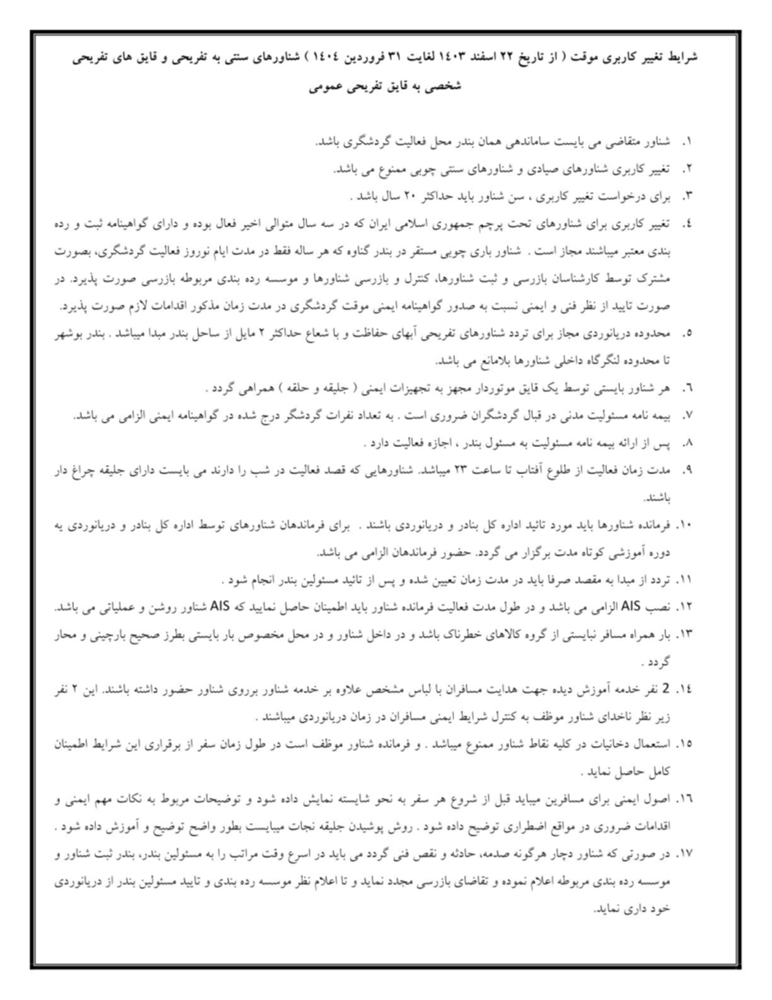 شرایط تغییر کاربری موقت ( از تاریخ ۲۲ اسفند ۱٤۰۳ لغایت ۳۱ فروردین ۱٤۰٤ ) شناورهای سنتی به تفریحی و قایق های تفریحی
شخصی به قایق تفریحی عمومی
۱. شناور متقاضی می بایست ساماندهی همان بندر محل فعالیت گردشگری باشد.
۲. تغییر کاربری شناورهای صیادی و شناورهای سنتی چوبی ممنوع می باشد.
۳. برای درخواست تغییر کاربری ، سن شناور باید حداکثر ۲۰ سال باشد .
٤. تغییر کاربری برای شناورهای تحت پرچم جمهوری اسلامی ایران که در سه سال متوالی اخیر فعال بوده و دارای گواهینامه ثبت و رده
بندی معتبر میباشند مجاز است . شناور باری چوبی مستقر در بندر گناوه که هر ساله فقط در مدت ایام نوروز فعالیت گردشگری، بصورت
مشترک توسط کارشناسان بازرسی و ثبت شناورها، کنترل و بازرسی شناورها و موسسه رده بندی مربوطه بازرسی صورت پذیرد. در
صورت تایید از نظر فنی و ایمنی نسبت به صدور گواهینامه ایمنی موقت گردشگری در مدت زمان مذکور اقدامات لازم صورت پذیرد.
٥. محدوده دریانوردی مجاز برای تردد شناورهای تفریحی آبهای حفاظت و با شعاع حداکثر ۲ مایل از ساحل بندر مبدا میباشد . بندر بوشهر
تا محدوده لنگرگاه داخلی شناورها بلامانع می باشد.
٦. هر شناور بایستی توسط یک قایق موتوردار مجهز به تجهیزات ایمنی ( جلیقه و حلقه ) همراهی گردد .
۷. بیمه نامه مسئولیت مدنی در قبال گردشگران ضروری است . به تعداد نفرات گردشگر درج شده در گواهینامه ایمنی الزامی می باشد.
۸. پس از ارائه بیمه نامه مسئولیت به مسئول بندر ، اجازه فعالیت دارد .
۹. مدت زمان فعالیت از طلوع آفتاب تا ساعت ۲۳ میباشد. شناورهایی که قصد فعالیت در شب را دارند می بایست دارای جلیقه چراغ دار
باشند.
۱۰. فرمانده شناورها باید مورد تائید اداره کل بنادر و دریانوردی باشند . برای فرماندهان شناورهای توسط اداره کل بنادر و دریانوردی یه
دوره آموزشی کوتاه مدت برگزار می گردد. حضور فرماندهان الزامی می باشد.
۱۱. تردد از مبدا به مقصد صرفا باید در مدت زمان تعیین شده و پس از تائید مسئولین بندر انجام شود .
۱۲. نصب AIS الزامی می باشد و در طول مدت فعالیت فرمانده شناور باید اطمینان حاصل نمایید که AIS شناور روشن و عملیاتی می باشد.
۱۳. بار همراه مسافر نبایستی از گروه کالاهای خطرناک باشد و در داخل شناور و در محل مخصوص بار بایستی بطرز صحیح بارچینی و محار
گردد .
۱٤. 2 نفر خدمه آموزش دیده جهت هدایت مسافران با لباس مشخص علاوه بر خدمه شناور برروی شناور حضور داشته باشند. این ۲ نفر
زیر نظر ناخدای شناور موظف به کنترل شرایط ایمنی مسافران در زمان دریانوردی میباشند .
۱٥. استعمال دخانیات در کلیه نقاط شناور ممنوع میباشد . و فرمانده شناور موظف است در طول زمان سفر از برقراری این شرایط اطمینان
کامل حاصل نماید .
۱٦. اصول ایمنی برای مسافرین میباید قبل از شروع هر سفر به نحو شایسته نمایش داده شود و توضیحات مربوط به نکات مهم ایمنی و
اقدامات ضروری در مواقع اضطراری توضیح داده شود . روش پوشیدن جلیقه نجات میبایست بطور واضح توضیح و آموزش داده شود .
۱۷. در صورتی که شناور دچار هرگونه صدمه، حادثه و نقص فنی گردد می باید در اسرع وقت مراتب را به مسئولین بندر، بندر ثبت شناور و
موسسه رده بندی مربوطه اعلام نموده و تقاضای بازرسی مجدد نماید و تا اعلام نظر موسسه رده بندی و تایید مسئولین بندر از دریانوردی
خود داری نماید.